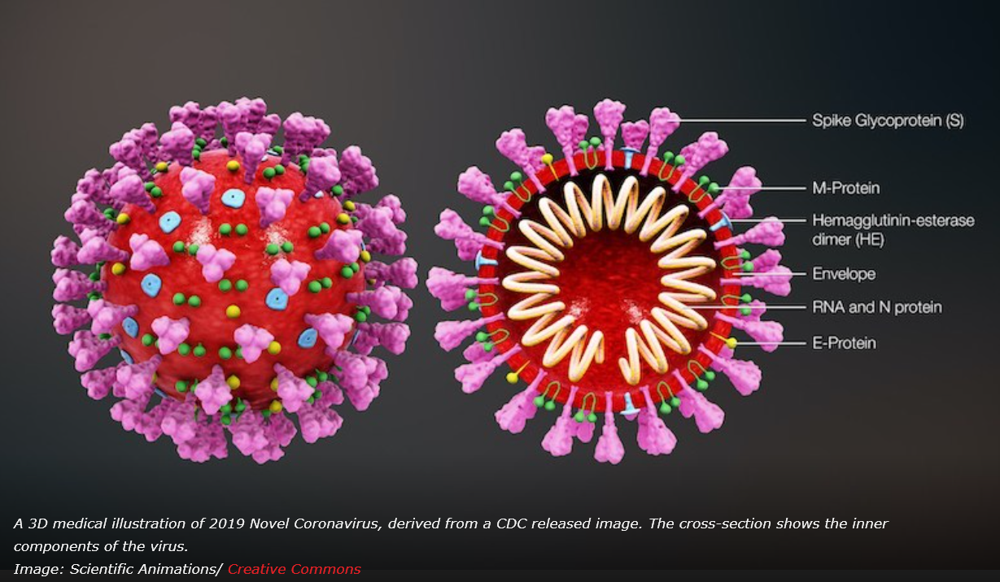 Spike Glycoprotein (S)
M-Protein
Hemagglutinin-esterase
dimer (HE)
Envelope
RNA and N protein
E-Protein
A 3D medical illustration of 2019 Novel Coronavirus, derived from a CDC released image. The cross-section shows the inner
components of the virus.
Image: Scientific Animations/ Creative Commons